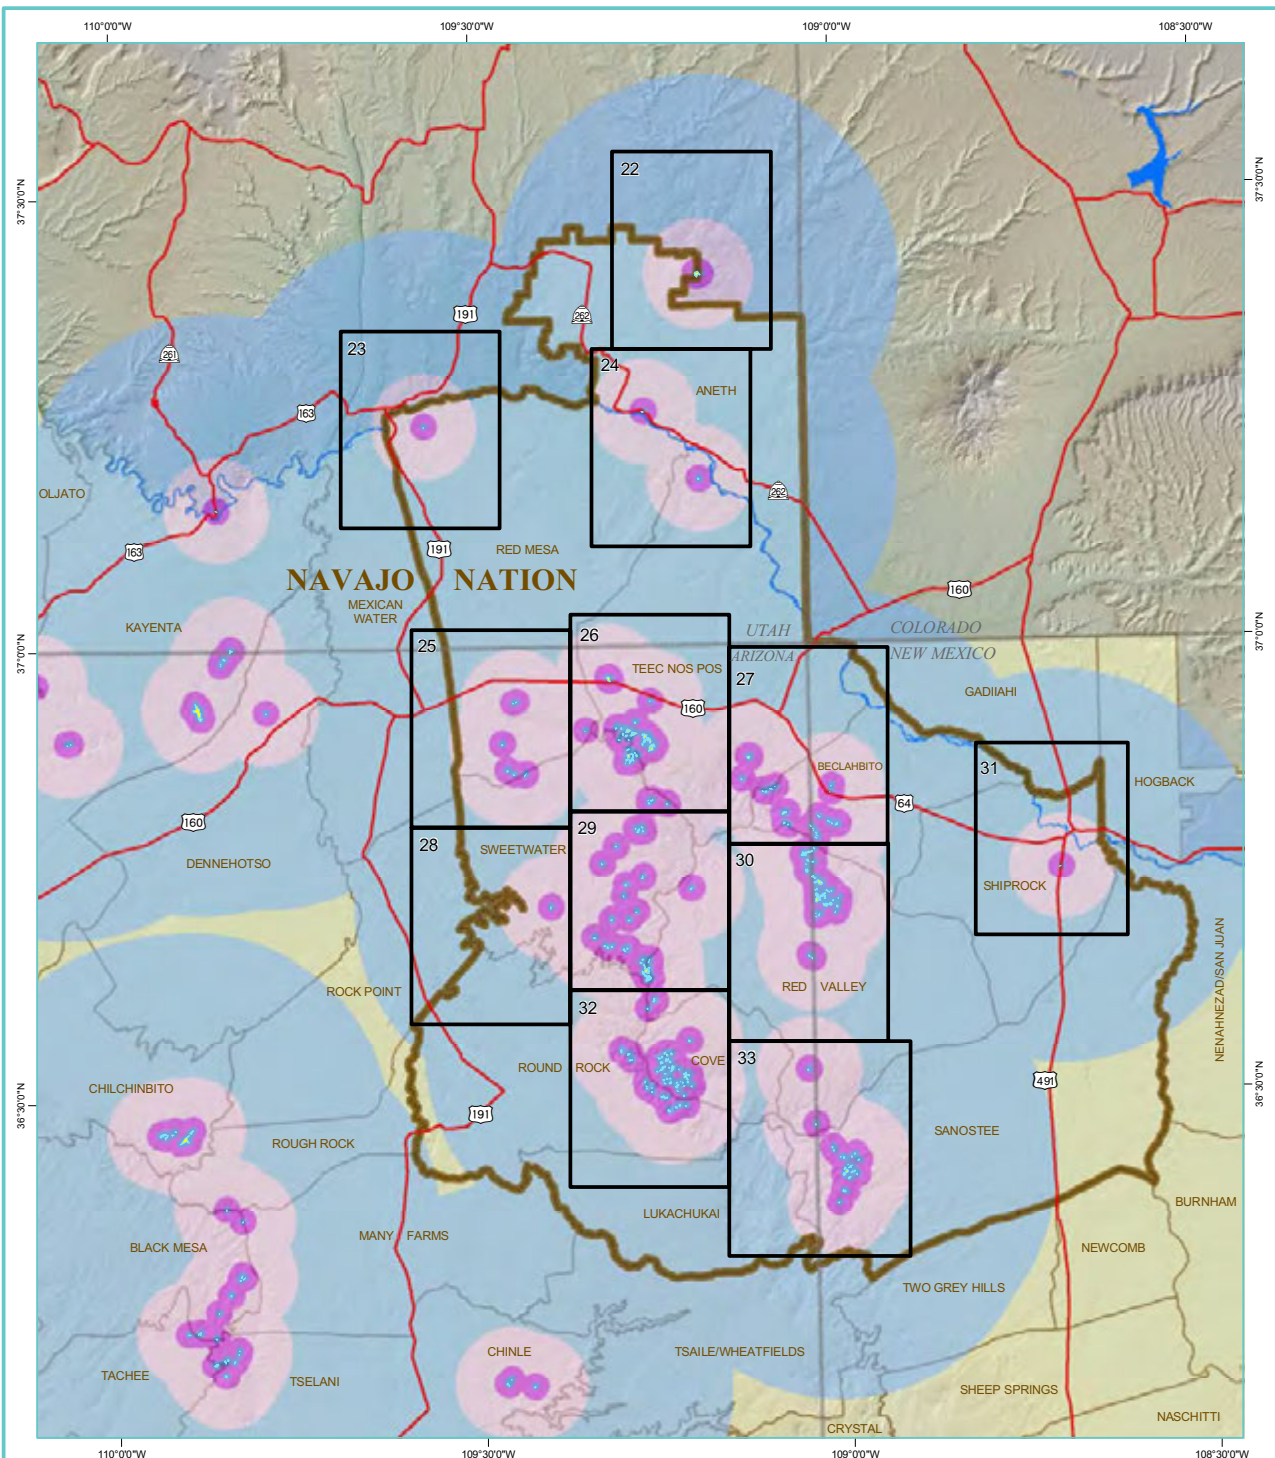 110°0'0"W
109°30'0"W
109°0'0"W
108°30'0"W
37°30'0"N
37°30'0"N
22
191
262
23
261
24
ANETH
163
OLJATO
262
163
191
RED MESA
NAVAJO NATION
160
MEXICAN
WATER
KAYENTA
UTAH
COLORADO
37°0'0"N
37°0'0"N
25
26
ARIZONA
NEW MEXICO
TEEC NOS POS
27
GADIIAHI
160
31
BECLAHBITO
HOGBACK
64
160
28
29
SWEETWATER
30
DENNEHOTSO
SHIPROCK
NENAHNEZAD/SAN JUAN
ROCK POINT
RED VALLEY
32
ROUND ROCK
COVE
33
36°30'0"N
36°30'0"N
491
CHILCHINBITO
191
ROUGH ROCK
SANOSTEE
BURNHAM
LUKACHUKAI
MANY FARMS
BLACK MESA
NEWCOMB
TWO GREY HILLS
CHINLE
TSAILE/WHEATFIELDS
TACHEE
TSELANI
SHEEP SPRINGS
NASCHITTI
CRYSTAL
110°0'0"W
109°30'0"W
109°0'0"W
108°30'0"W